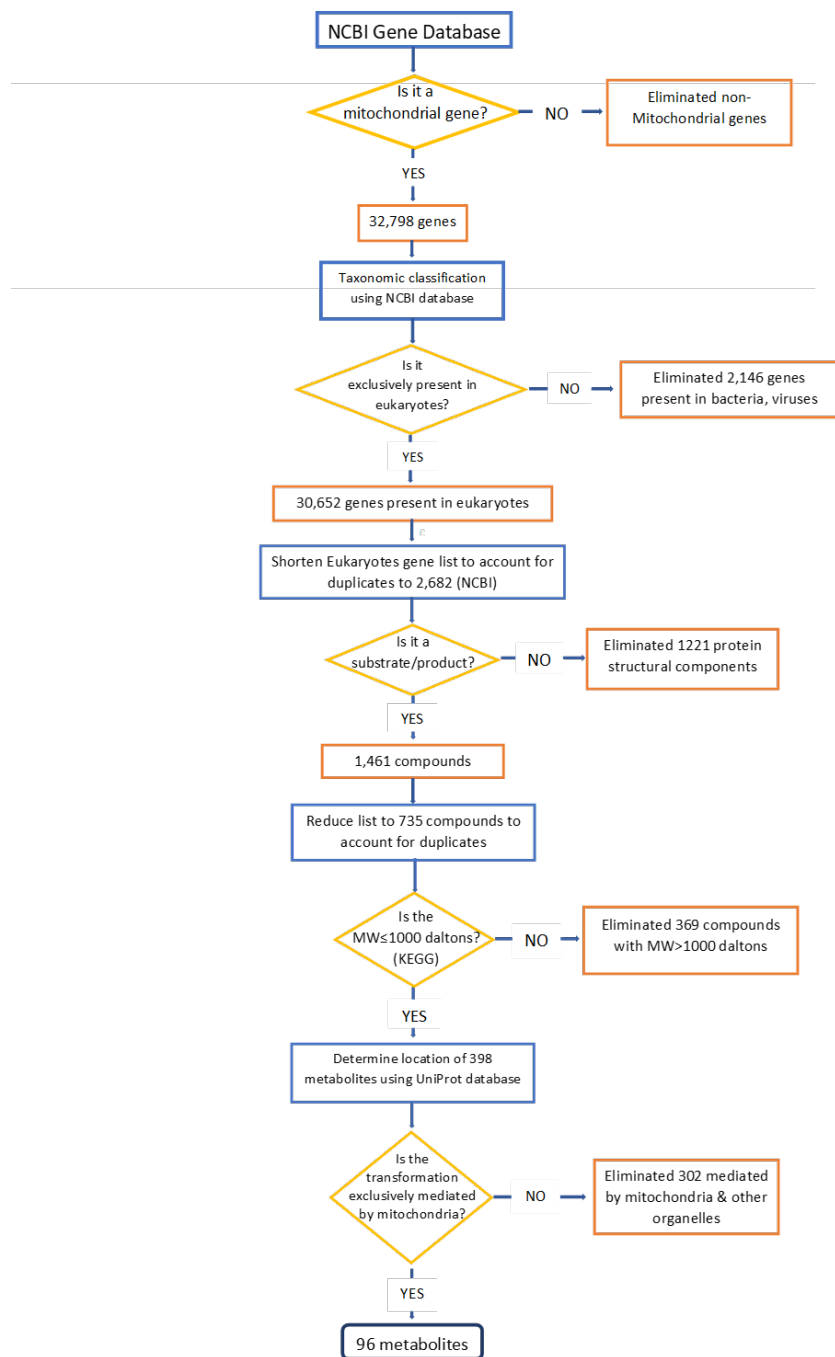 NCBI Gene Database
Is it a
mitochondrial gene?
NO
Eliminated non-
Mitochondrial genes
YES
32,798 genes
Taxonomic classification
using NCBI database
Is it
exclusively present in
eukaryotes?
NO
Eliminated 2,146 genes
present in bacteria, viruses
YES
30,652 genes present in eukaryotes
Shorten Eukaryotes gene list to account for
duplicates to 2,682 (NCBI)
Is it a
substrate/product?
NO
Eliminated 1221 protein
structural components
YES
1,461 compounds
Reduce list to 735 compounds to
account for duplicates
Is the
MW≤1000 daltons?
(KEGG)
NO
Eliminated 369 compounds
with MW>1000 daltons
YES
Determine location of 398
metabolites using UniProt database
Is the
transformation
exclusively mediated
by mitochondria?
NO
Eliminated 302 mediated
by mitochondria & other
organelles
YES
96 metabolites